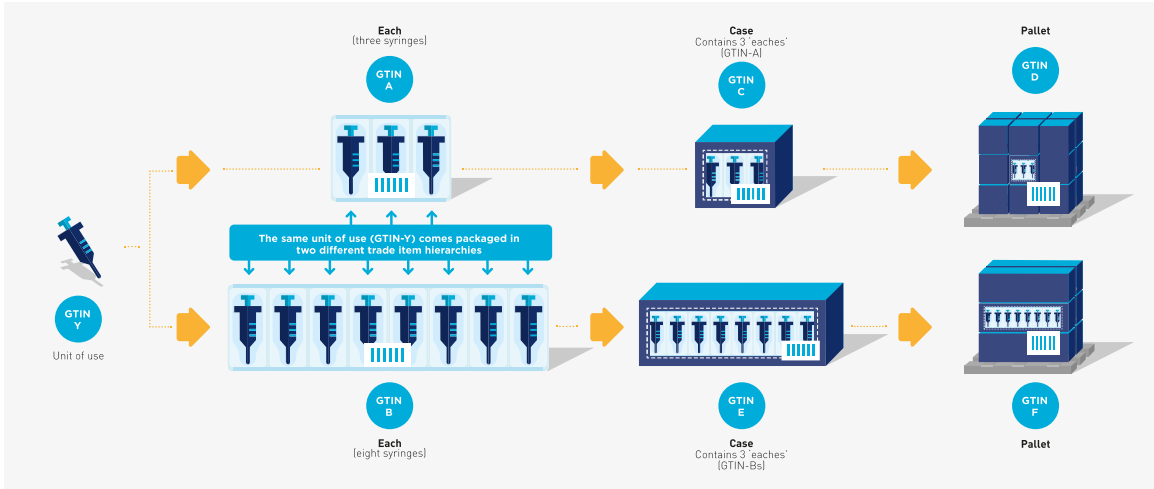 Each
(three syringes)
GTIN
A
Case
Contains 3 ‘eaches’
(GTIN-A)
GTIN
C
Pallet
GTIN
D
The same unit of use (GTIN-Y) comes packaged in
two different trade item hierarchies
GTIN
Y
Unit of use
GTIN
B
Each
(eight syringes)
GTIN
E
Case
Contains 3 ‘eaches’
(GTIN-Bs)
GTIN
F
Pallet